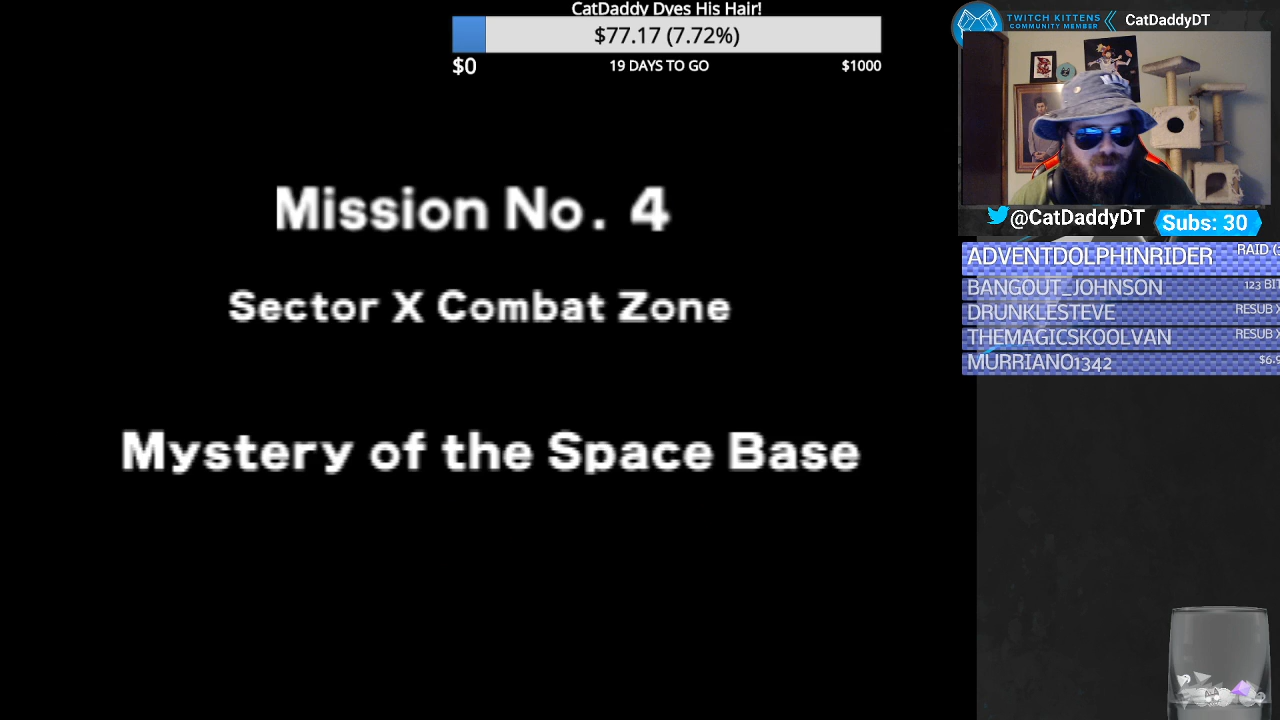 CatDaddy Dyes His Hair!
$77.17 (7.72%)
$0
19 DAYS TO GO
$1000
Mission No. 4
Sector X Combat Zone
Mystery of the Space Base
TWITCH KITTENS
COMMUNITY MEMBER
CatDaddyDT
@CatDaddyDT
Subs: 30
ADVENTDOLPHINRIDER RAID
BANGOUT_JOHNSON 123
DRUNKLESTEVE RESUB
THEMAGICSKOOLVAN RESUB
MURRIANO1342